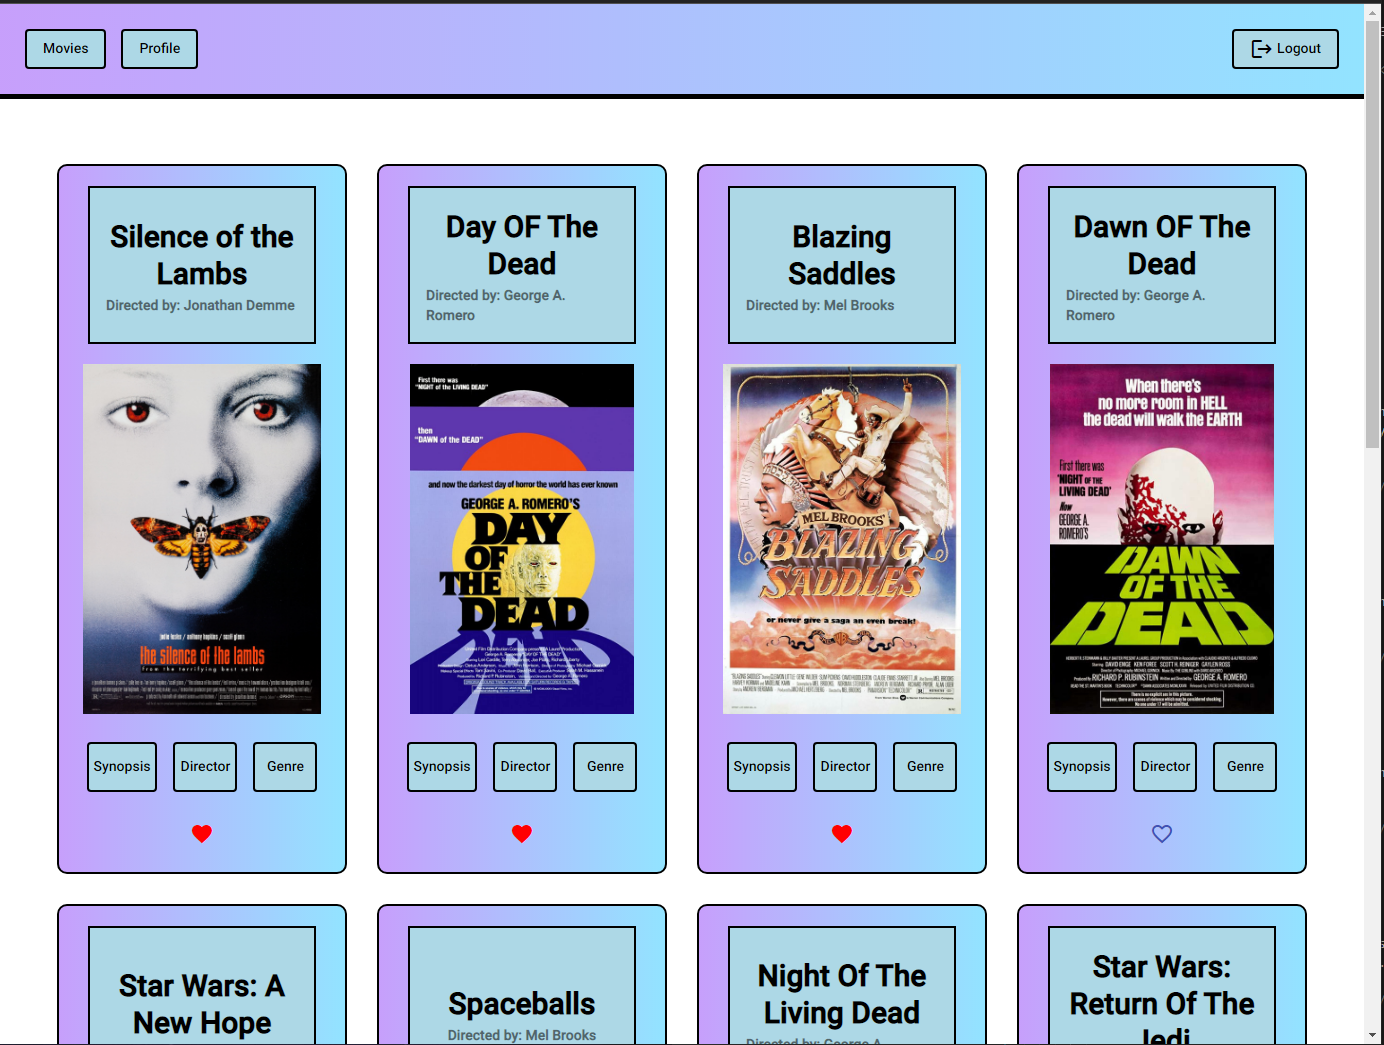 Movies
Profile
Logout
Silence of the
Lambs
Directed by: Jonathan Demme
jodie foster / anthony hopkins / scott glenn
the silence of the lambs
from the terrifying best seller
Synopsis
Director
Genre
Day OF The
Dead
Directed by: George A.
Romero
First there was
"NIGHT of the LIVING DEAD"
then
"DAWN of the DEAD"
and now the darkest day of horror the world has ever known
GEORGE A. ROMERO'S
DAY
OF
THE
DEAD
Synopsis
Director
Genre
Blazing
Saddles
Directed by: Mel Brooks
MEL BROOKS'
BLAZING
SADDLES
or never give a saga an even break!
Synopsis
Director
Genre
Dawn OF The
Dead
Directed by: George A.
Romero
When there's
no more room in HELL
the dead will walk the EARTH
First there was
'NIGHT OF THE
LIVING DEAD'
Now
GEORGE A.
ROMERO'S
DAWN
OF THE
DEAD
Synopsis
Director
Genre
Star Wars: A
New Hope
Spaceballs
Directed by: Mel Brooks
Night Of The
Living Dead
Directed by: George A.
Star Wars:
Return Of The
Jedi